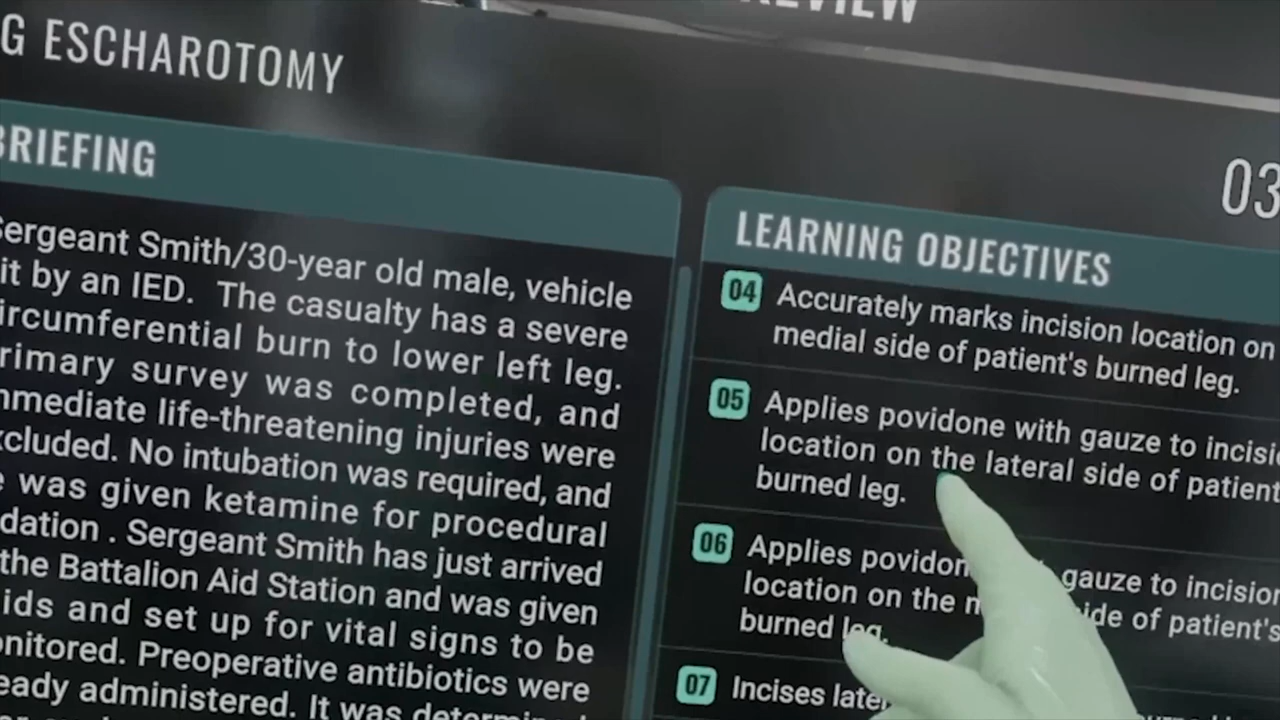 REVIEW
G ESCHAROTOMY
BRIEFING
Sergeant Smith/30-year old male, vehicle
it by an IED. The casualty has a severe
ircumferential burn to lower left leg.
rimary survey was completed, and
mmediate life-threatening injuries were
xcluded. No intubation was required, and
e was given ketamine for procedural
dation . Sergeant Smith has just arrived
the Battalion Aid Station and was given
ids and set up for vital signs to be
onitored. Preoperative antibiotics were
eady administered. It was determined
03
LEARNING OBJECTIVES
04 Accurately marks incision location on
medial side of patient's burned leg.
05 Applies povidone with gauze to incisi
location on the lateral side of patient
burned leg.
06 Applies povidon gauze to incision
location on the m ide of patient's
burned leg.
07 Incises late